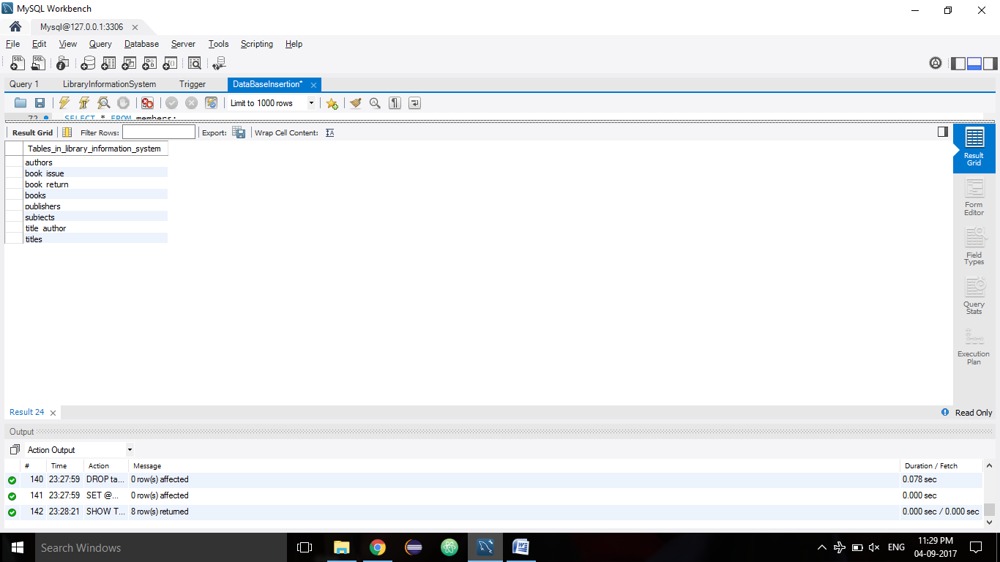 MySQL Workbench
Mysql@127.0.0.1:3306
File Edit View Query Database Server Tools Scripting Help
Query 1 LibraryInformationSystem Trigger DataBaseInsertion*
Limit to 1000 rows
72 SELECT * FROM members;
Result Grid Filter Rows: Export: Wrap Cell Content:
Tables_in_library_information_system
authors
book_issue
book_return
books
publishers
subjects
title_author
titles
Result
Grid
Form
Editor
Field
Types
Query
Stats
Execution
Plan
Result 24 Read Only
Output
Action Output
# Time Action Message Duration / Fetch
140 23:27:59 DROP ta... 0 row(s) affected 0.078 sec
141 23:27:59 SET @... 0 row(s) affected 0.000 sec
142 23:28:21 SHOW T... 8 row(s) returned 0.000 sec / 0.000 sec
Search Windows ENG 11:29 PM
04-09-2017